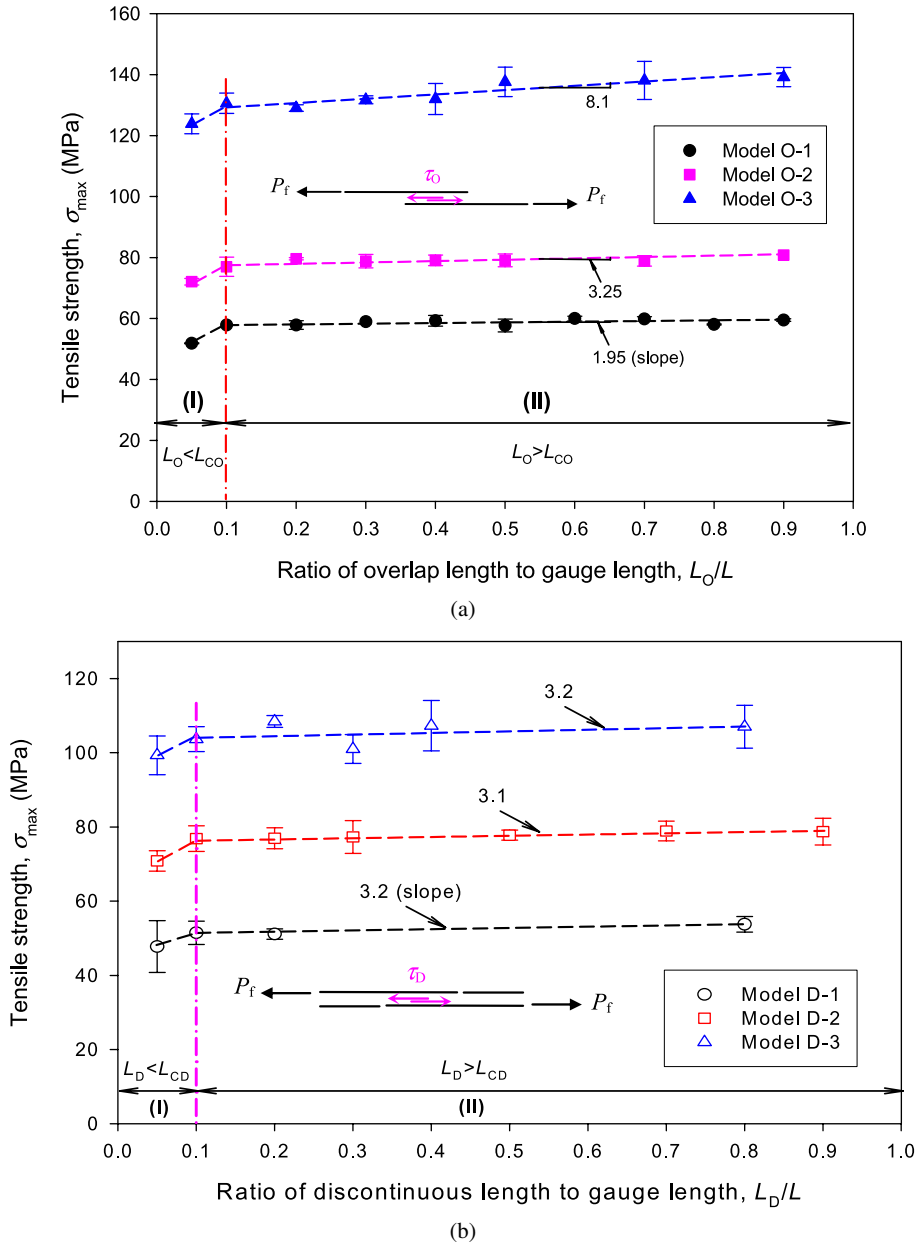 160
140
120
100
80
60
40
20
0
Tensile strength, σmax (MPa)
8.1
Model O-1
Model O-2
Model O-3
Pf
τO
Pf
3.25
1.95 (slope)
(I)
(II)
LO<LCO
LO>LCO
0.0 0.1 0.2 0.3 0.4 0.5 0.6 0.7 0.8 0.9 1.0
Ratio of overlap length to gauge length, LO/L
(a)
120
100
80
60
40
20
0
Tensile strength, σmax (MPa)
3.2
3.1
3.2 (slope)
Pf
τD
Pf
Model D-1
Model D-2
Model D-3
LD<LCD
LD>LCD
(I)
(II)
0.0 0.1 0.2 0.3 0.4 0.5 0.6 0.7 0.8 0.9 1.0
Ratio of discontinuous length to gauge length, LD/L
(b)